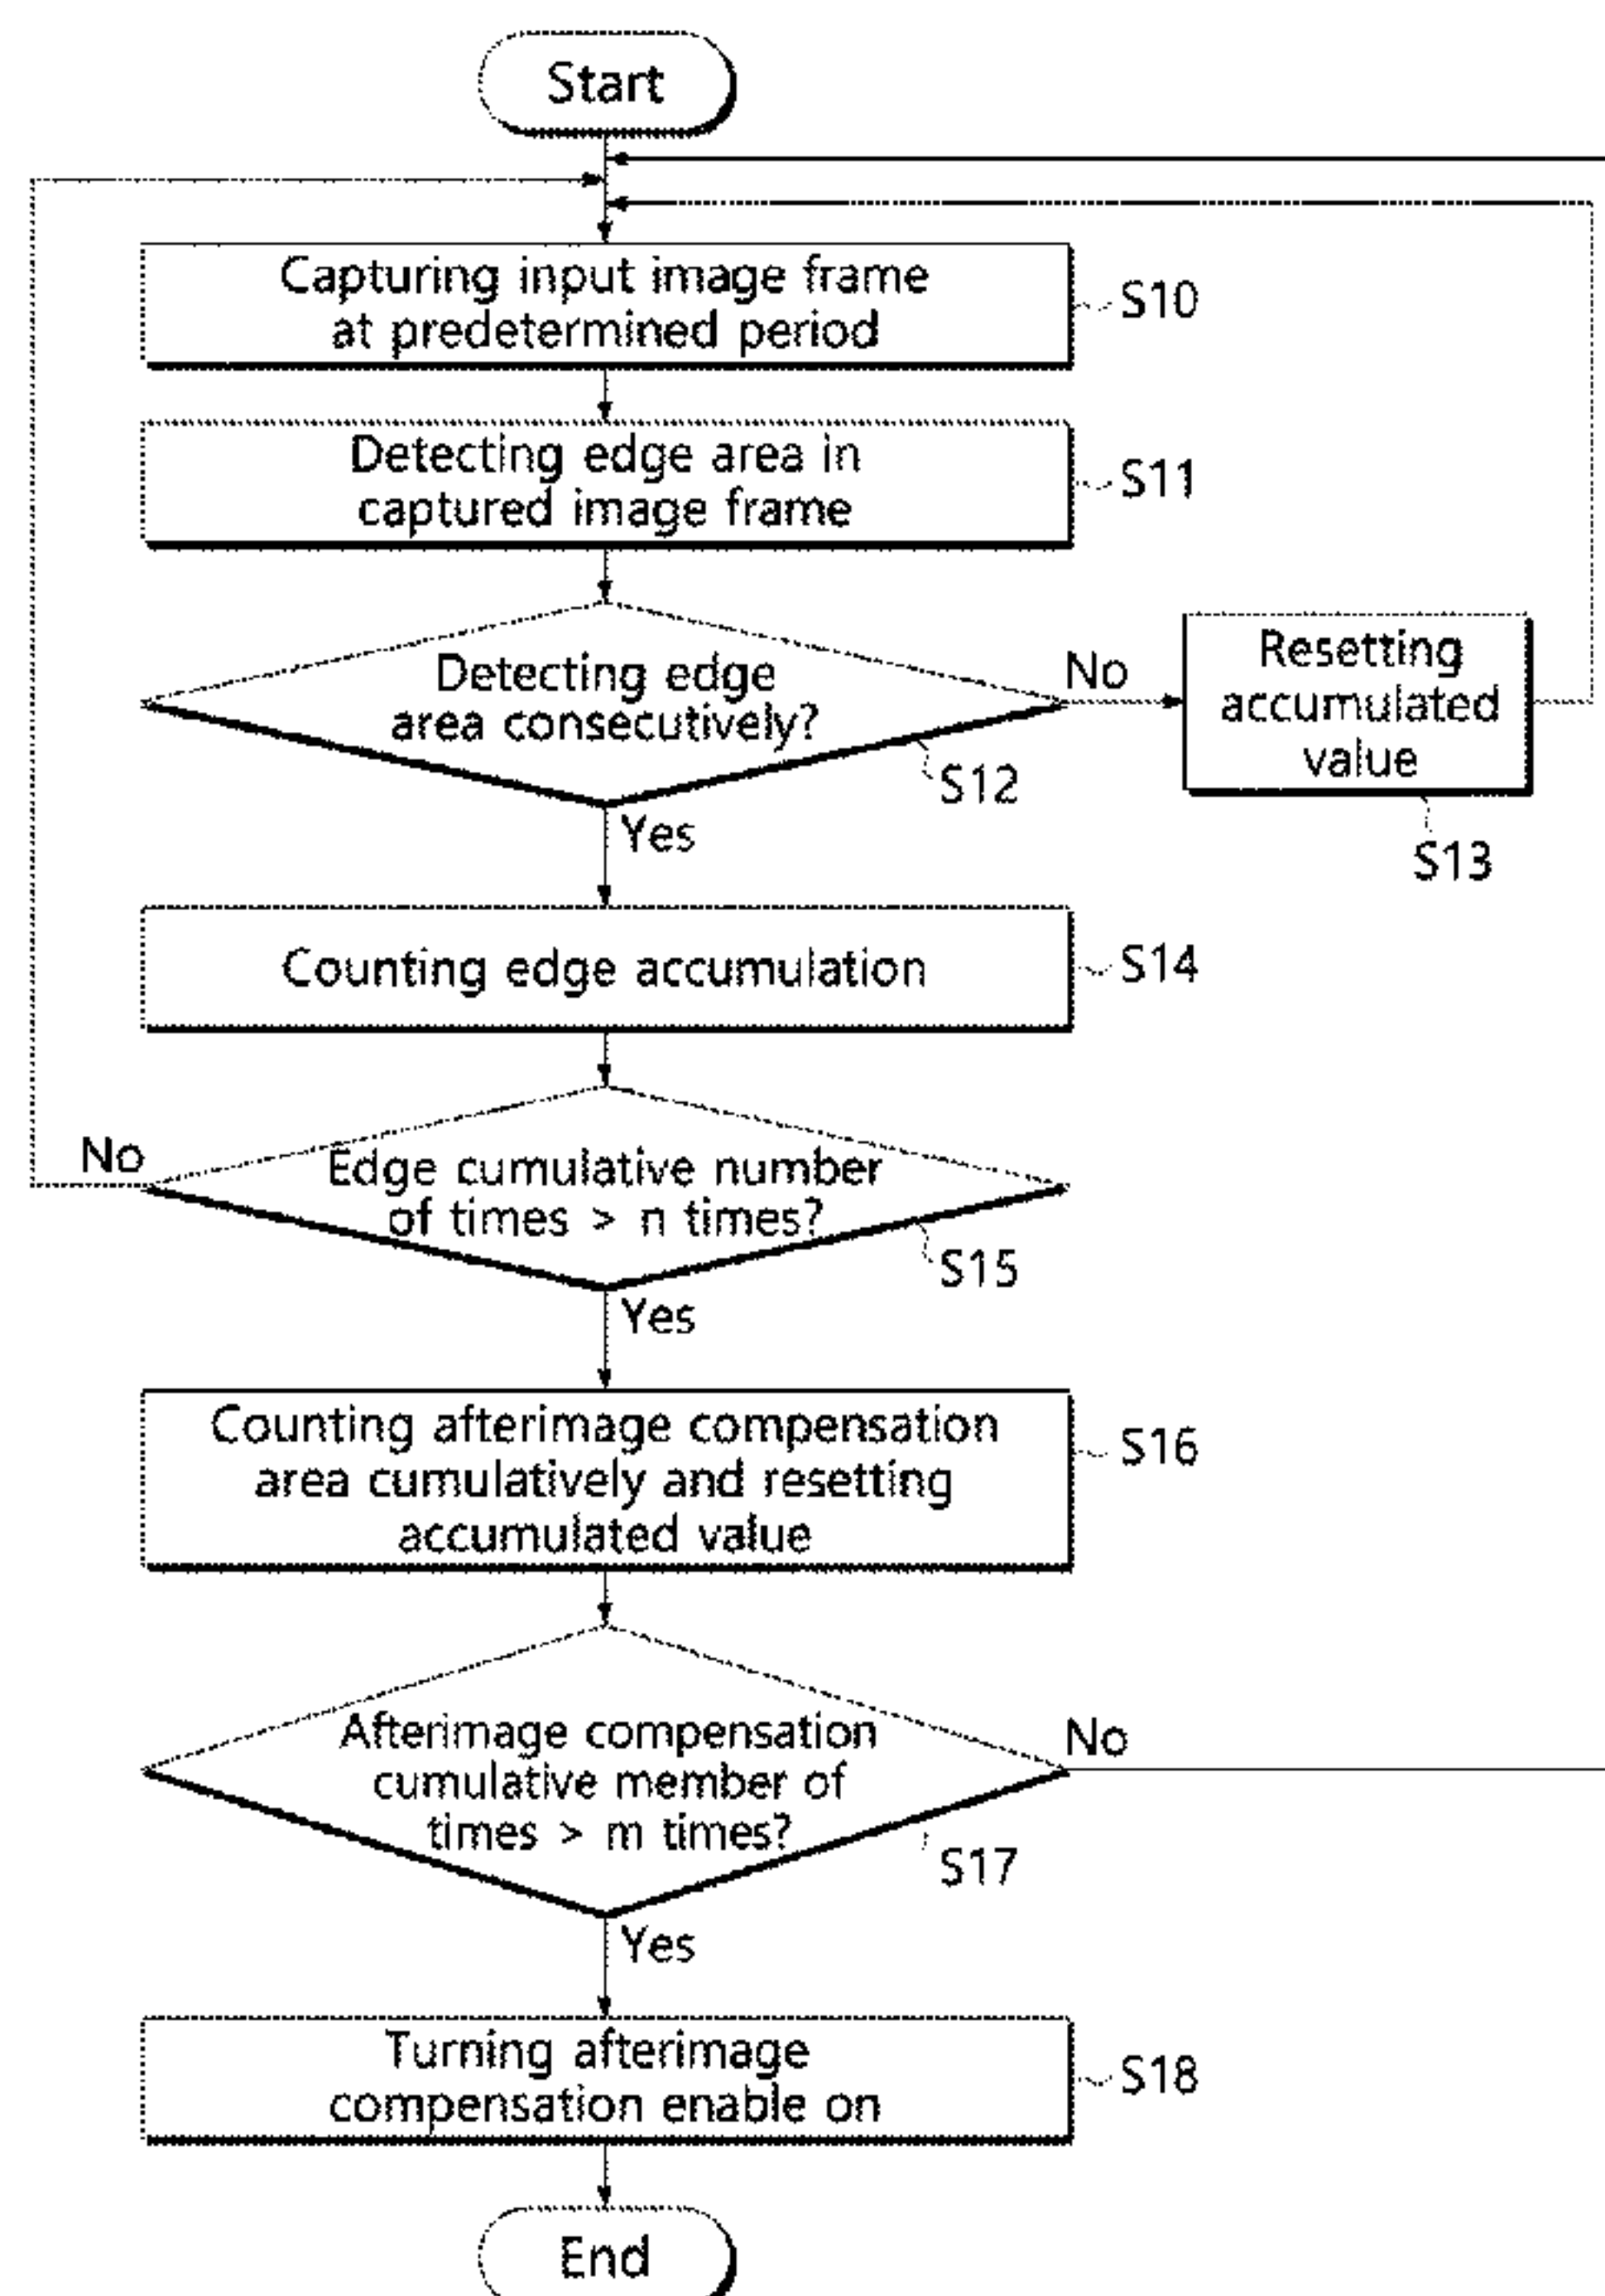 Start
Capturing input image frame
at predetermined period
S10
Detecting edge area in
captured image frame
S11
Detecting edge
area consecutively?
S12
No
Resetting
accumulated
value
S13
Yes
Counting edge accumulation
S14
No
Edge cumulative number
of times > n times?
S15
Yes
Counting afterimage compensation
area cumulatively and resetting
accumulated value
S16
Afterimage compensation
cumulative member of
times > m times?
No
S17
Yes
Turning afterimage
compensation enable on
S18
End